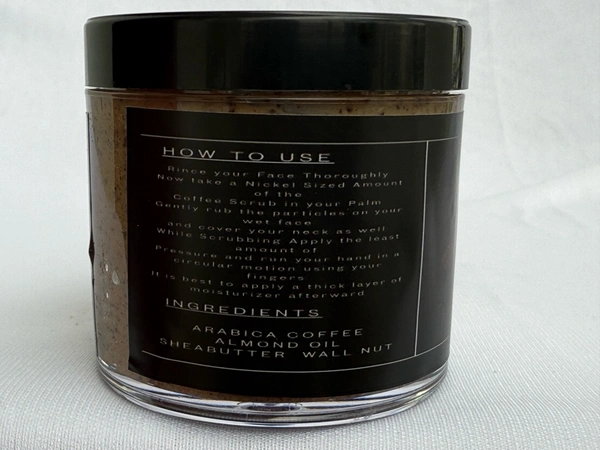 HOW TO USE
Rince your Face Thoroughly
Now take a Nickel Sized Amount
of the
Coffee Scrub in your Palm
Gently rub the particles on your
wet face
and cover your neck as well
While Scrubbing Apply the least
amount of
Pressure and run your hand in a
circular motion using your
fingers
It is best to apply a thick layer of
moisturizer afterward
INGREDIENTS
ARABICA COFFEE
ALMOND OIL
SHEABUTTER WALL NUT